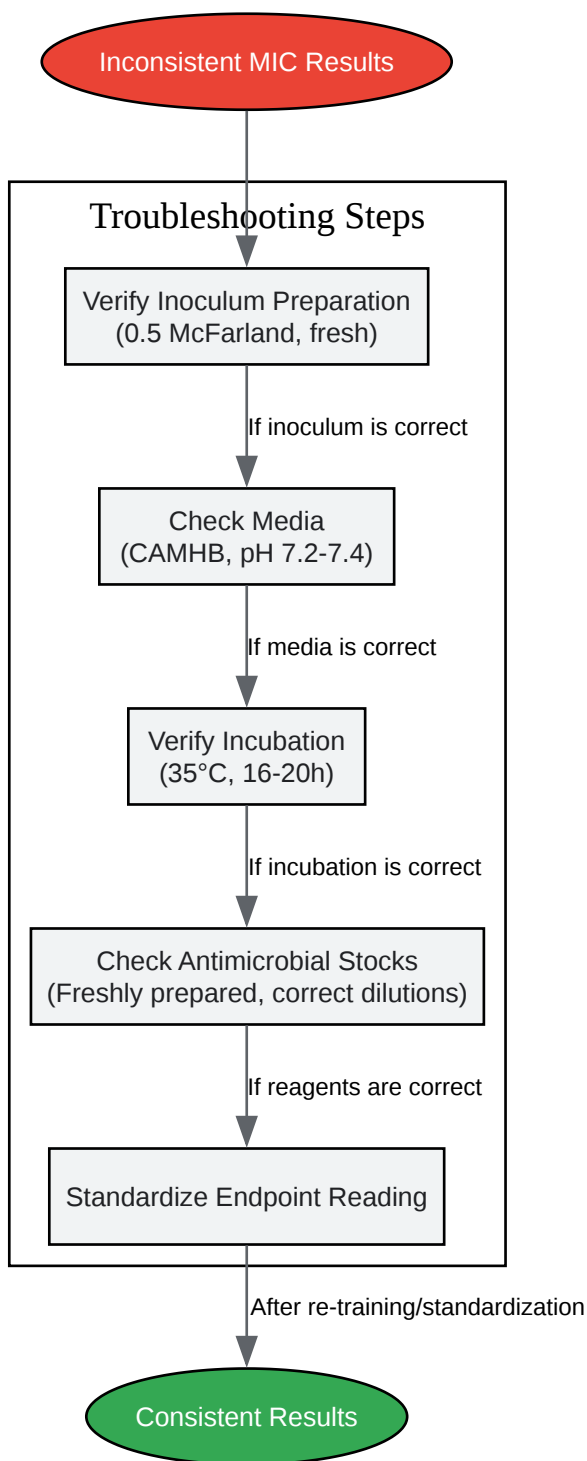 Inconsistent MIC Results
Troubleshooting Steps
Verify Inoculum Preparation
(0.5 McFarland, fresh)
If inoculum is correct
Check Media
(CAMHB, pH 7.2-7.4)
If media is correct
Verify Incubation
(35°C, 16-20h)
If incubation is correct
Check Antimicrobial Stocks
(Freshly prepared, correct dilutions)
If reagents are correct
Standardize Endpoint Reading
After re-training/standardization
Consistent Results